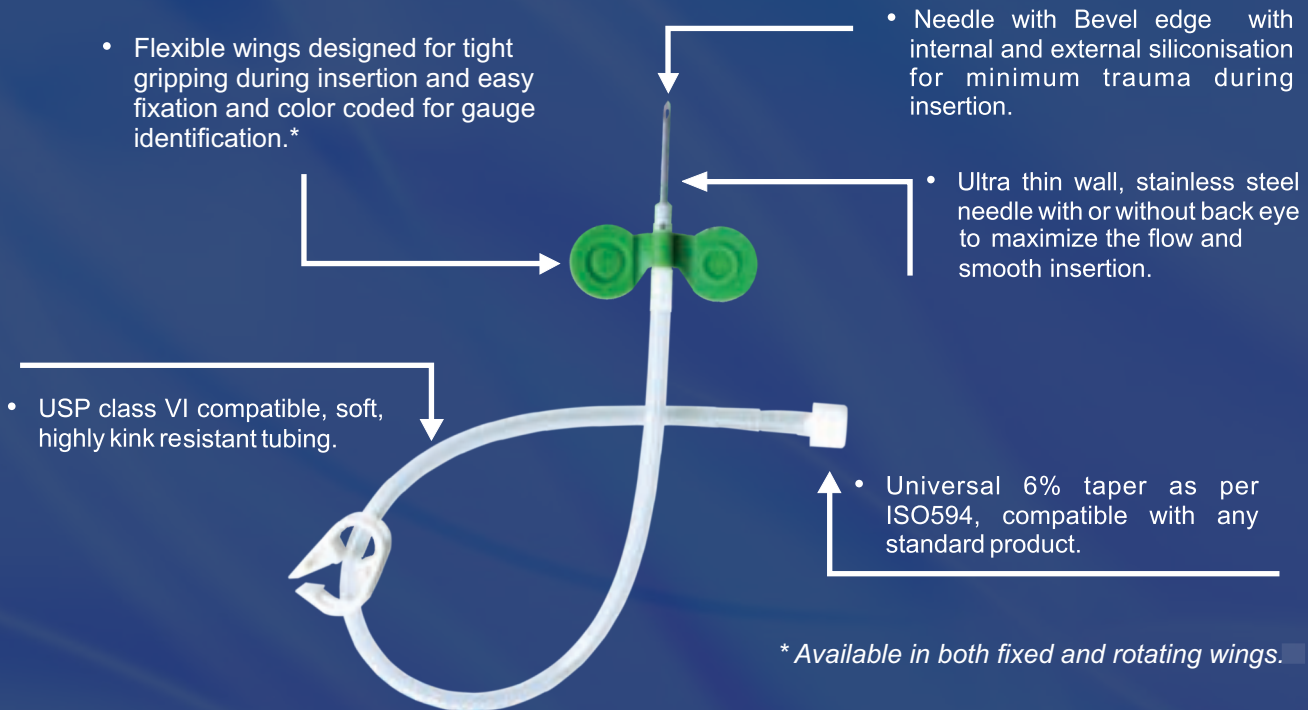 • Flexible wings designed for tight
gripping during insertion and easy
fixation and color coded for gauge
identification.*
• Needle with Bevel edge with
internal and external siliconisation
for minimum trauma during
insertion.
• Ultra thin wall, stainless steel
needle with or without back eye
to maximize the flow and
smooth insertion.
• USP class VI compatible, soft,
highly kink resistant tubing.
• Universal 6% taper as per
ISO594, compatible with any
standard product.
* Available in both fixed and rotating wings.